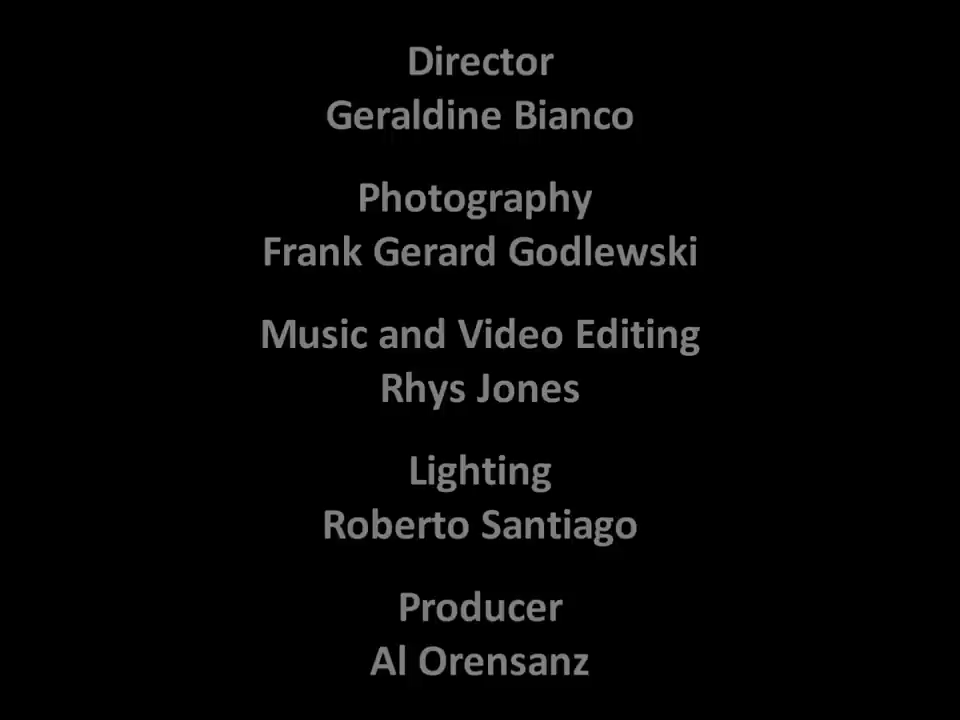 Director
Geraldine Bianco
Photography
Frank Gerard Godlewski
Music and Video Editing
Rhys Jones
Lighting
Roberto Santiago
Producer
Al Orensanz